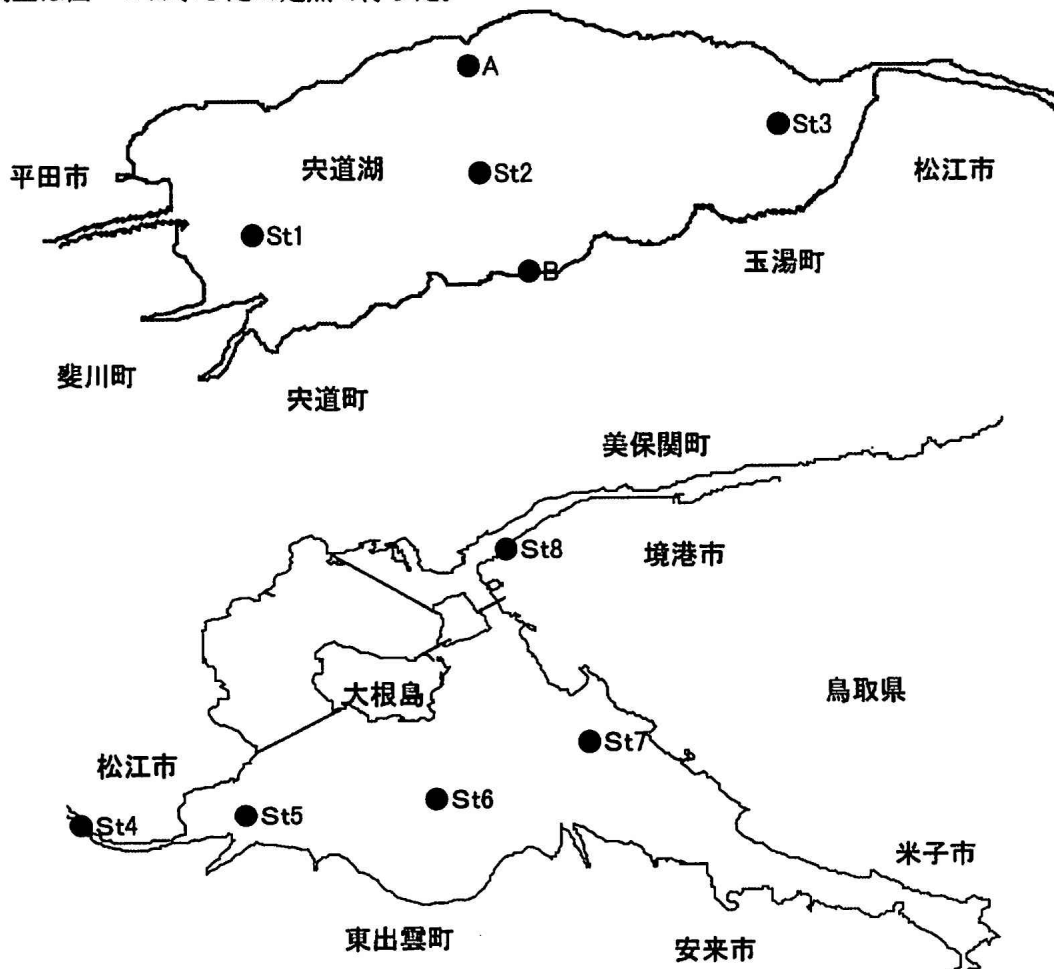 A
St3
平田市
宍道湖
St2
松江市
St1
玉湯町
B
斐川町
宍道町
美保関町
St8
境港市
大根島
鳥取県
St7
松江市
St6
St5
St4
米子市
東出雲町
安来市